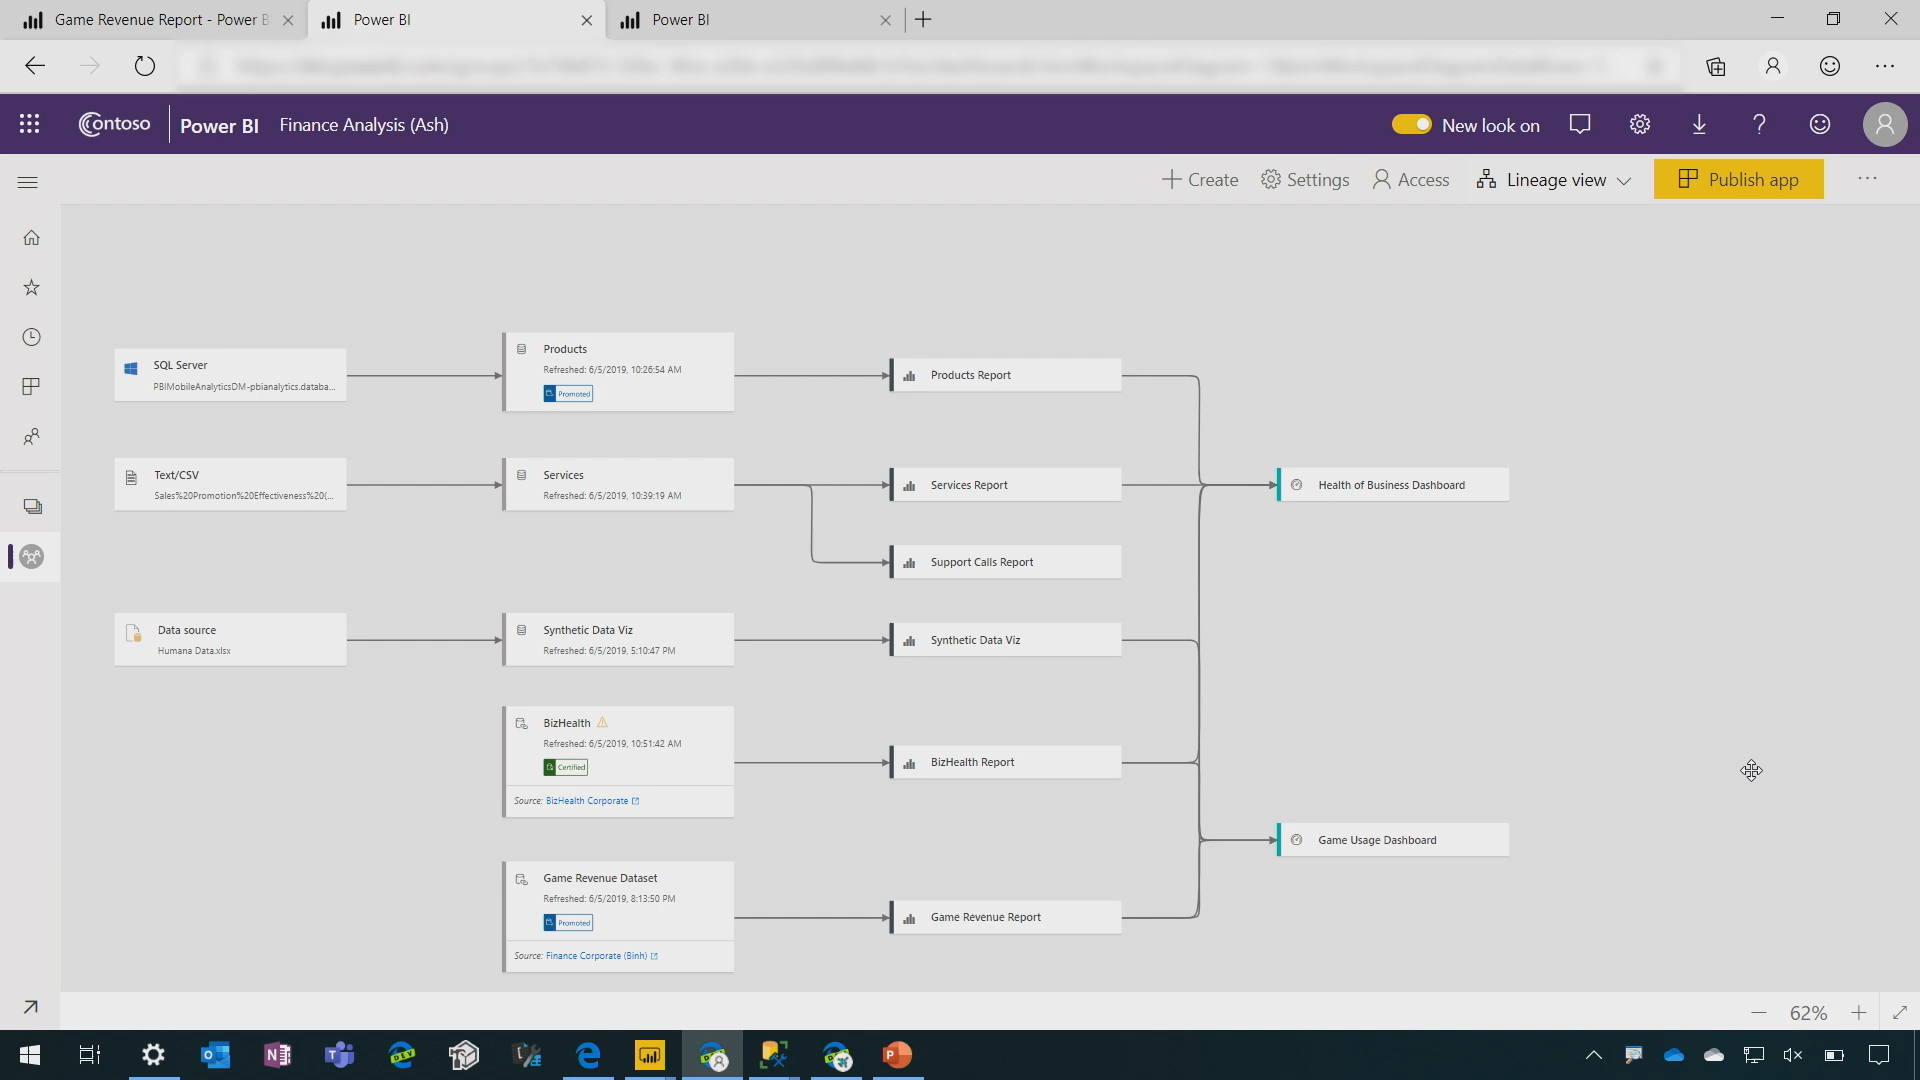 Game Revenue Report - Power B
Power BI
Power BI
Contoso
Power BI
Finance Analysis (Ash)
New look on
Create
Settings
Access
Lineage view
Publish app
SQL Server
PBIMobileAnalyticsDM-pbianalytics.databa...
Products
Refreshed: 6/5/2019, 10:26:54 AM
Promoted
Products Report
Text/CSV
Sales%20Promotion%20Effectiveness%20(...
Services
Refreshed: 6/5/2019, 10:39:19 AM
Services Report
Health of Business Dashboard
Support Calls Report
Data source
Humana Data.xlsx
Synthetic Data Viz
Refreshed: 6/5/2019, 5:10:47 PM
Synthetic Data Viz
BizHealth
Refreshed: 6/5/2019, 10:51:42 AM
Certified
Source: BizHealth Corporate
BizHealth Report
Game Usage Dashboard
Game Revenue Dataset
Refreshed: 6/5/2019, 8:13:50 PM
Promoted
Source: Finance Corporate (Binh)
Game Revenue Report
62%